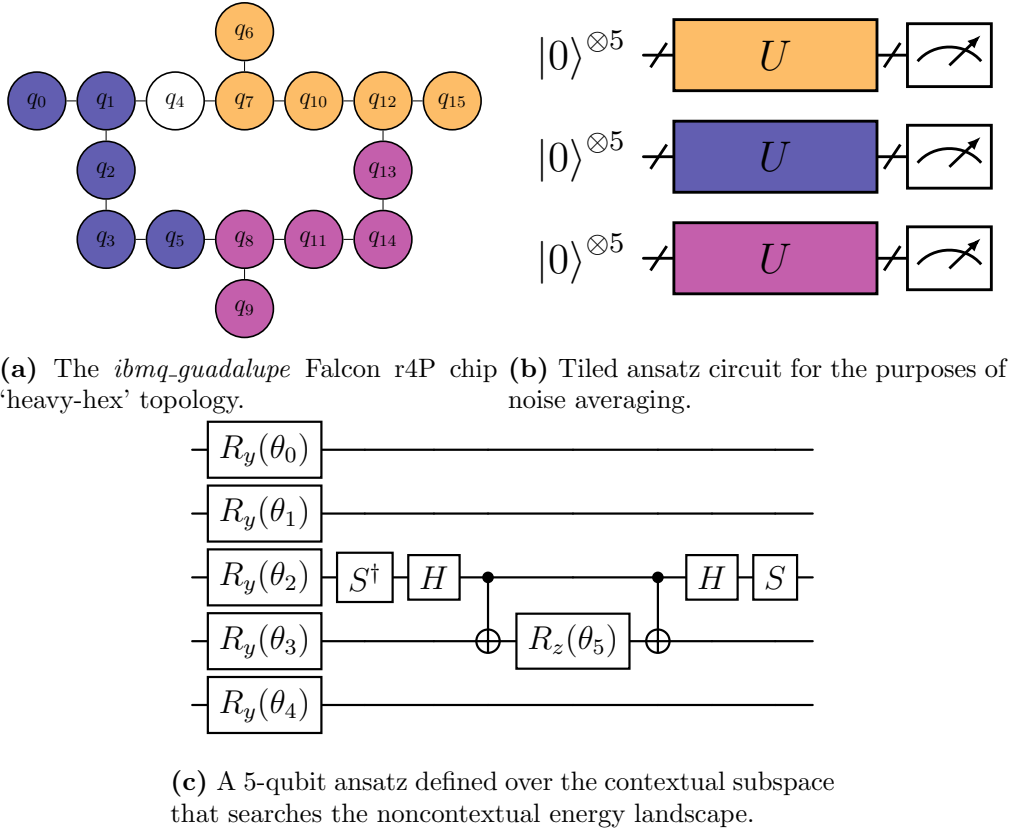 q6
q0 q1 q4 q7 q10 q12 q15
q2 q13
q3 q5 q8 q11 q14
q9
|0⟩⊗5 U
|0⟩⊗5 U
|0⟩⊗5 U
(a) The ibmq_guadalupe Falcon r4P chip
‘heavy-hex’ topology.
(b) Tiled ansatz circuit for the purposes of
noise averaging.
Ry(θ0)
Ry(θ1)
Ry(θ2) S† H H S
Ry(θ3) Rz(θ5)
Ry(θ4)
(c) A 5-qubit ansatz defined over the contextual subspace
that searches the noncontextual energy landscape.